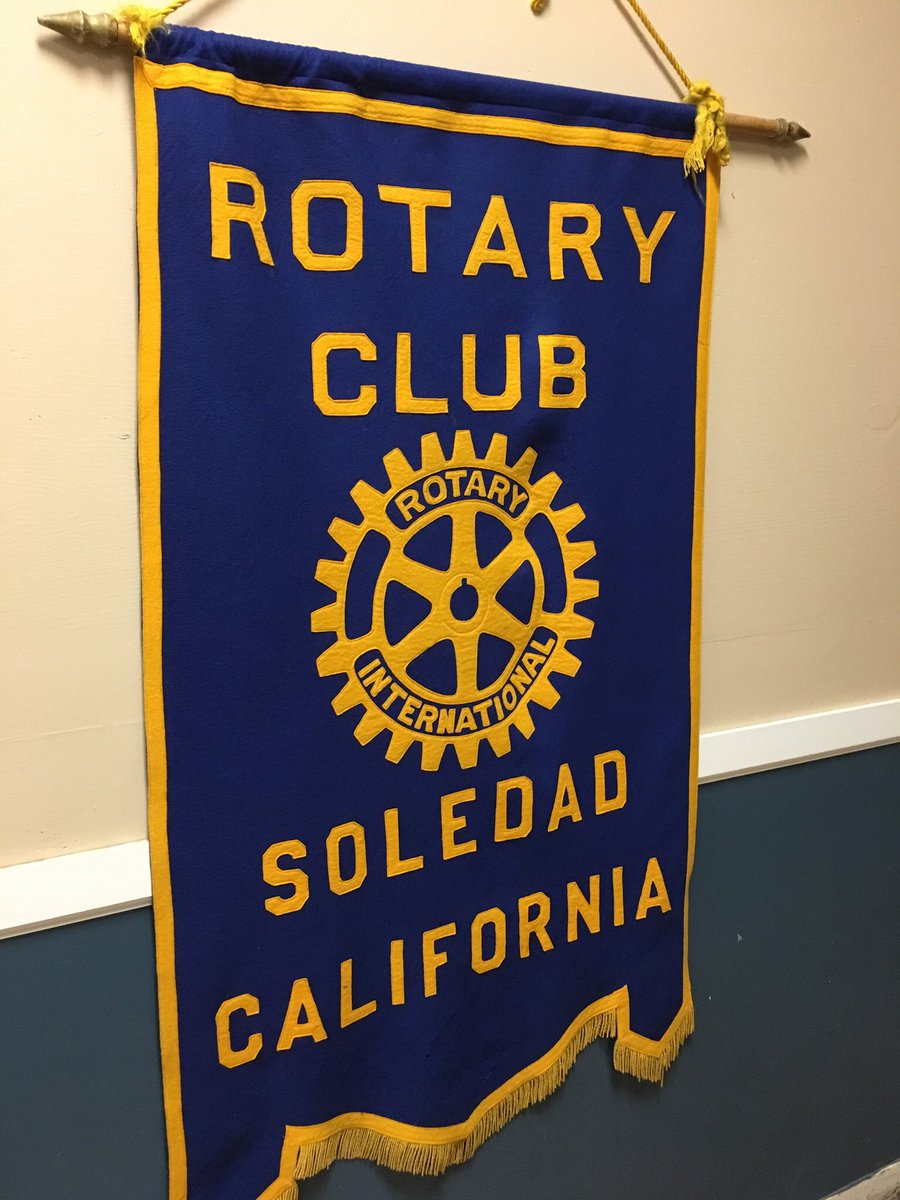 ROTARY
CLUB
ROTARY
INTERNATIONAL
SOLEDAD
CALIFORNIA